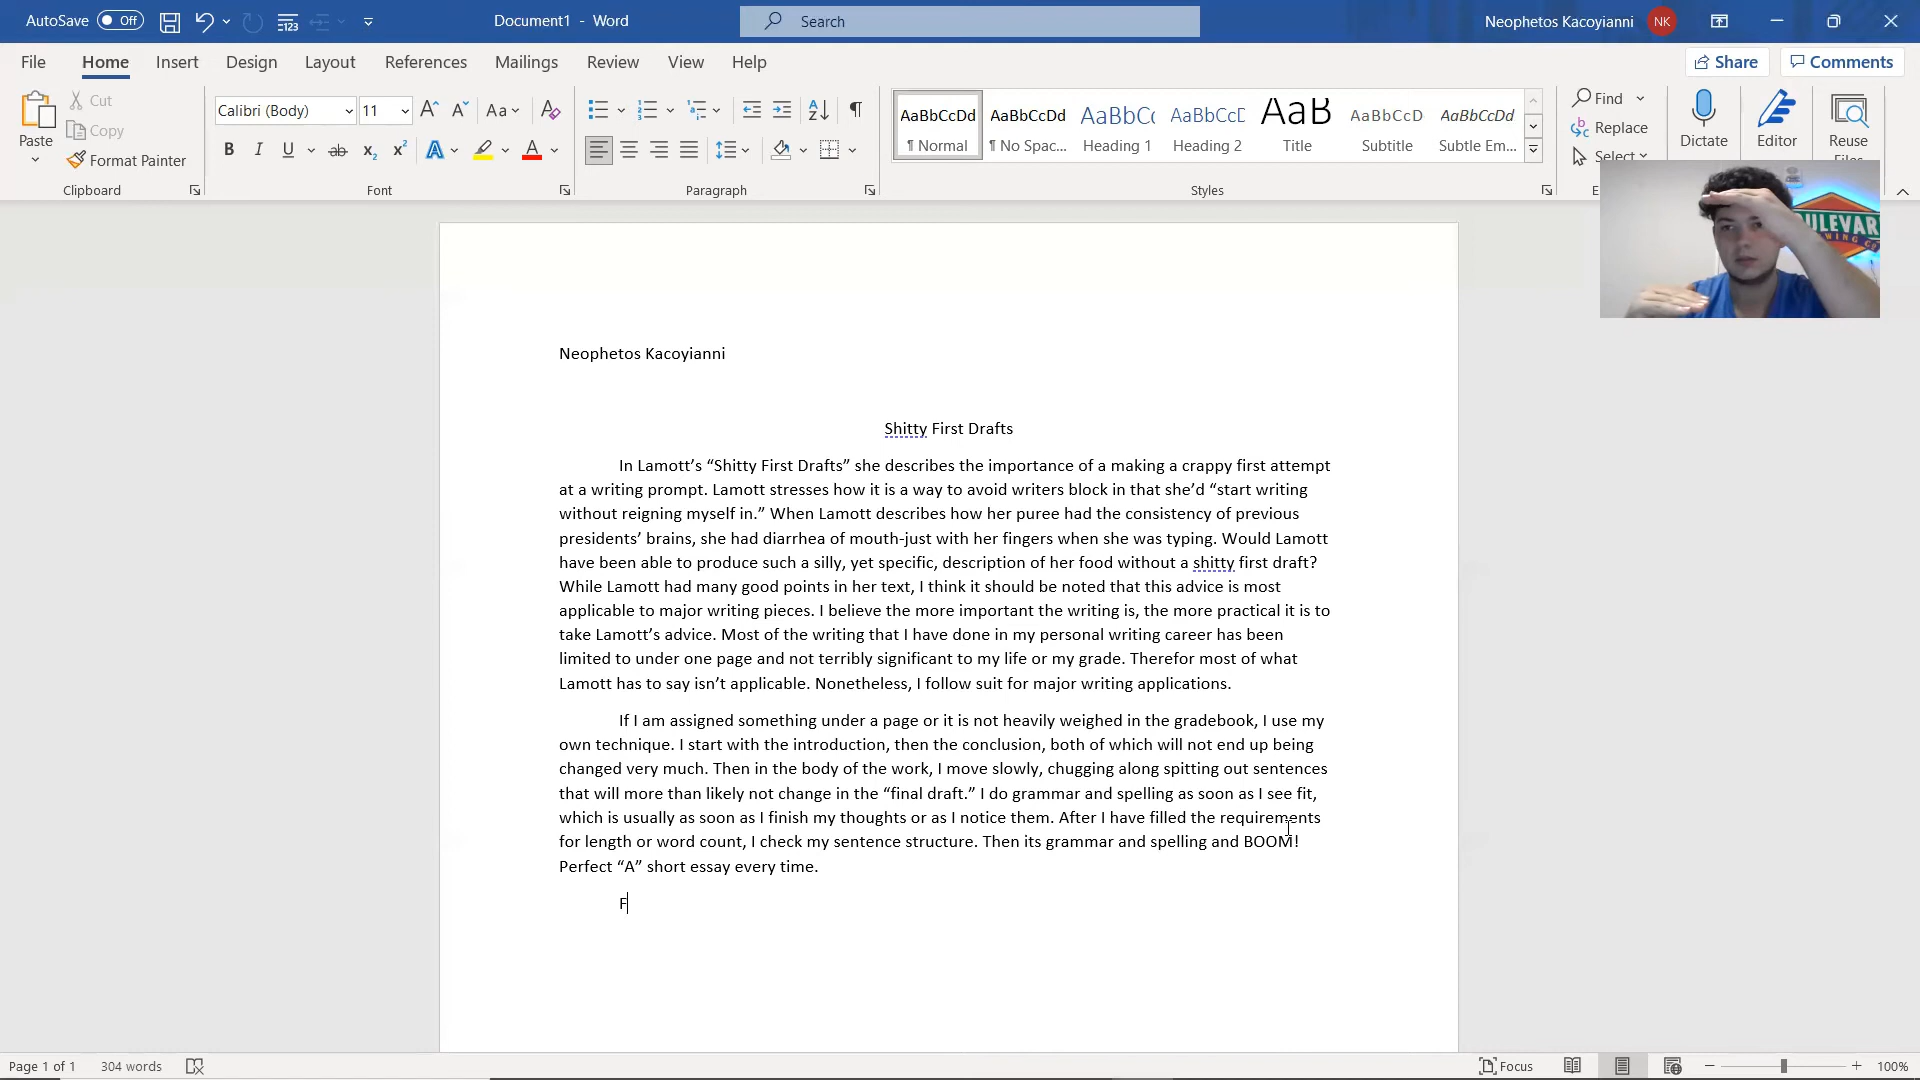 AutoSave Off Document1 - Word Search Neophetos Kacoyianni NK
File Home Insert Design Layout References Mailings Review View Help Share Comments
Paste Cut Copy Format Painter
Clipboard
Calibri (Body) 11
Font
Paragraph
AaBbCcDd AaBbCcDd AaBbC AaBbCcD AaB AaBbCcD AaBbCcDd
¶ Normal ¶ No Spac... Heading 1 Heading 2 Title Subtitle Subtle Em...
Styles
Find
Replace
Select
Dictate Editor Reuse
Neophetos Kacoyianni
Shitty First Drafts
In Lamott’s “Shitty First Drafts” she describes the importance of a making a crappy first attempt
at a writing prompt. Lamott stresses how it is a way to avoid writers block in that she’d “start writing
without reigning myself in.” When Lamott describes how her puree had the consistency of previous
presidents’ brains, she had diarrhea of mouth-just with her fingers when she was typing. Would Lamott
have been able to produce such a silly, yet specific, description of her food without a shitty first draft?
While Lamott had many good points in her text, I think it should be noted that this advice is most
applicable to major writing pieces. I believe the more important the writing is, the more practical it is to
take Lamott’s advice. Most of the writing that I have done in my personal writing career has been
limited to under one page and not terribly significant to my life or my grade. Therefor most of what
Lamott has to say isn’t applicable. Nonetheless, I follow suit for major writing applications.
If I am assigned something under a page or it is not heavily weighed in the gradebook, I use my
own technique. I start with the introduction, then the conclusion, both of which will not end up being
changed very much. Then in the body of the work, I move slowly, chugging along spitting out sentences
that will more than likely not change in the “final draft.” I do grammar and spelling as soon as I see fit,
which is usually as soon as I finish my thoughts or as I notice them. After I have filled the requirements
for length or word count, I check my sentence structure. Then its grammar and spelling and BOOM!
Perfect “A” short essay every time.
F
Page 1 of 1 304 words Focus 100%